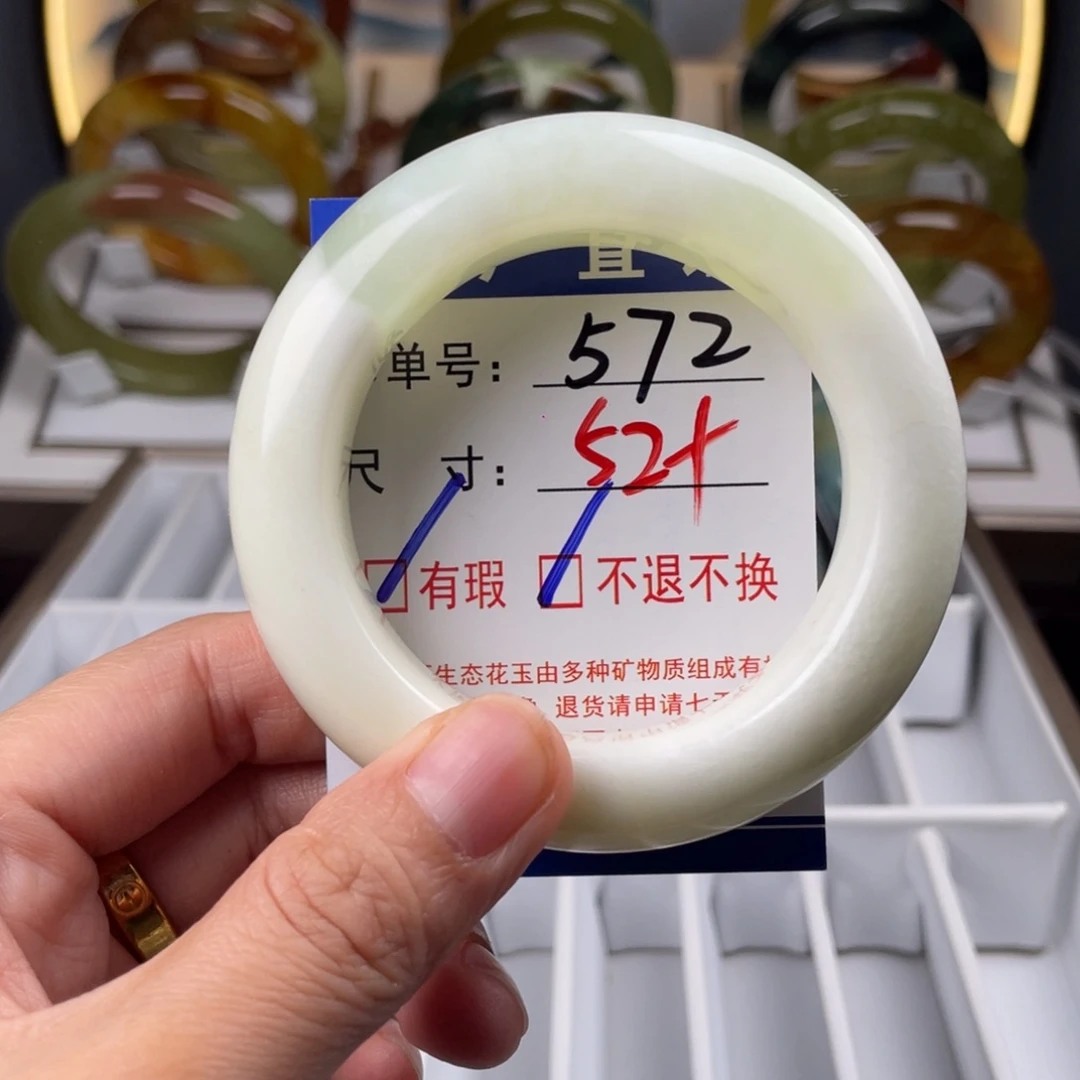 直
单号： 572
尺 寸： 52+
有瑕 不退不换
生态花玉由多种矿物质组成有
退货请申请七